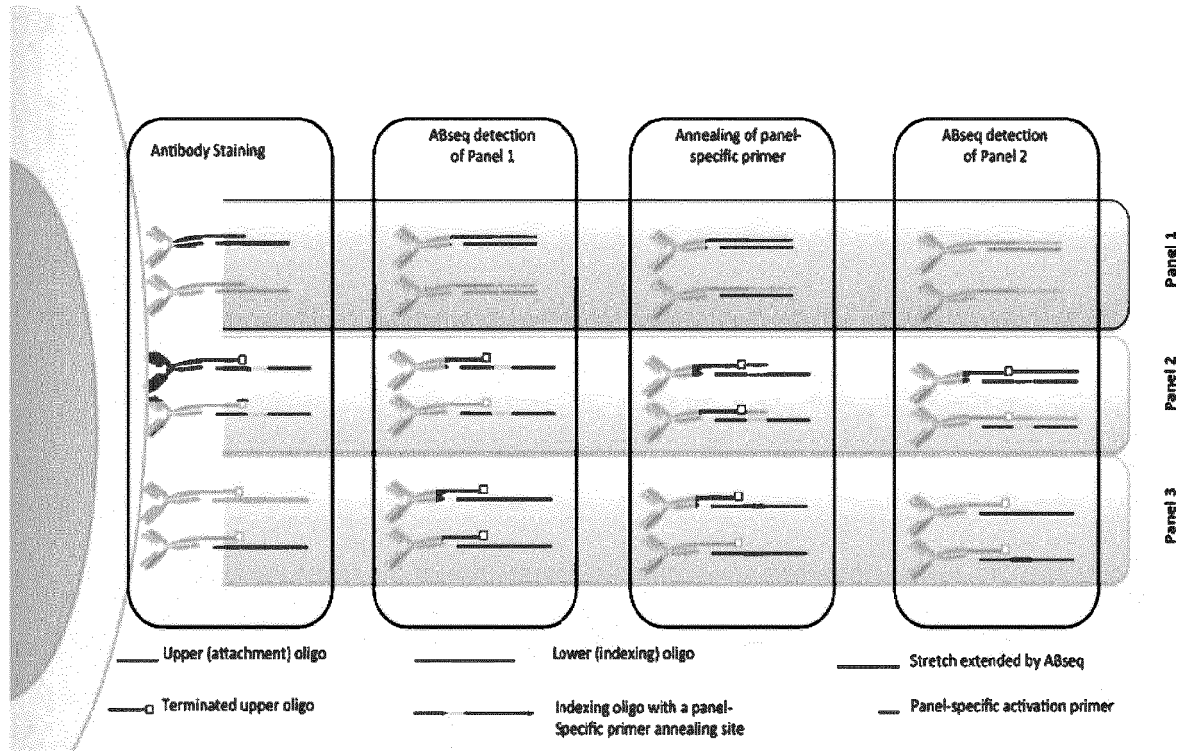 Antibody Staining
ABseq detection
of Panel 1
Annealing of panel-
specific primer
ABseq detection
of Panel 2
Panel 1
Panel 2
Panel 3
Upper (attachment) oligo
Lower (indexing) oligo
Stretch extended by ABseq
Terminated upper oligo
Indexing oligo with a panel-
Specific primer annealing site
Panel-specific activation primer